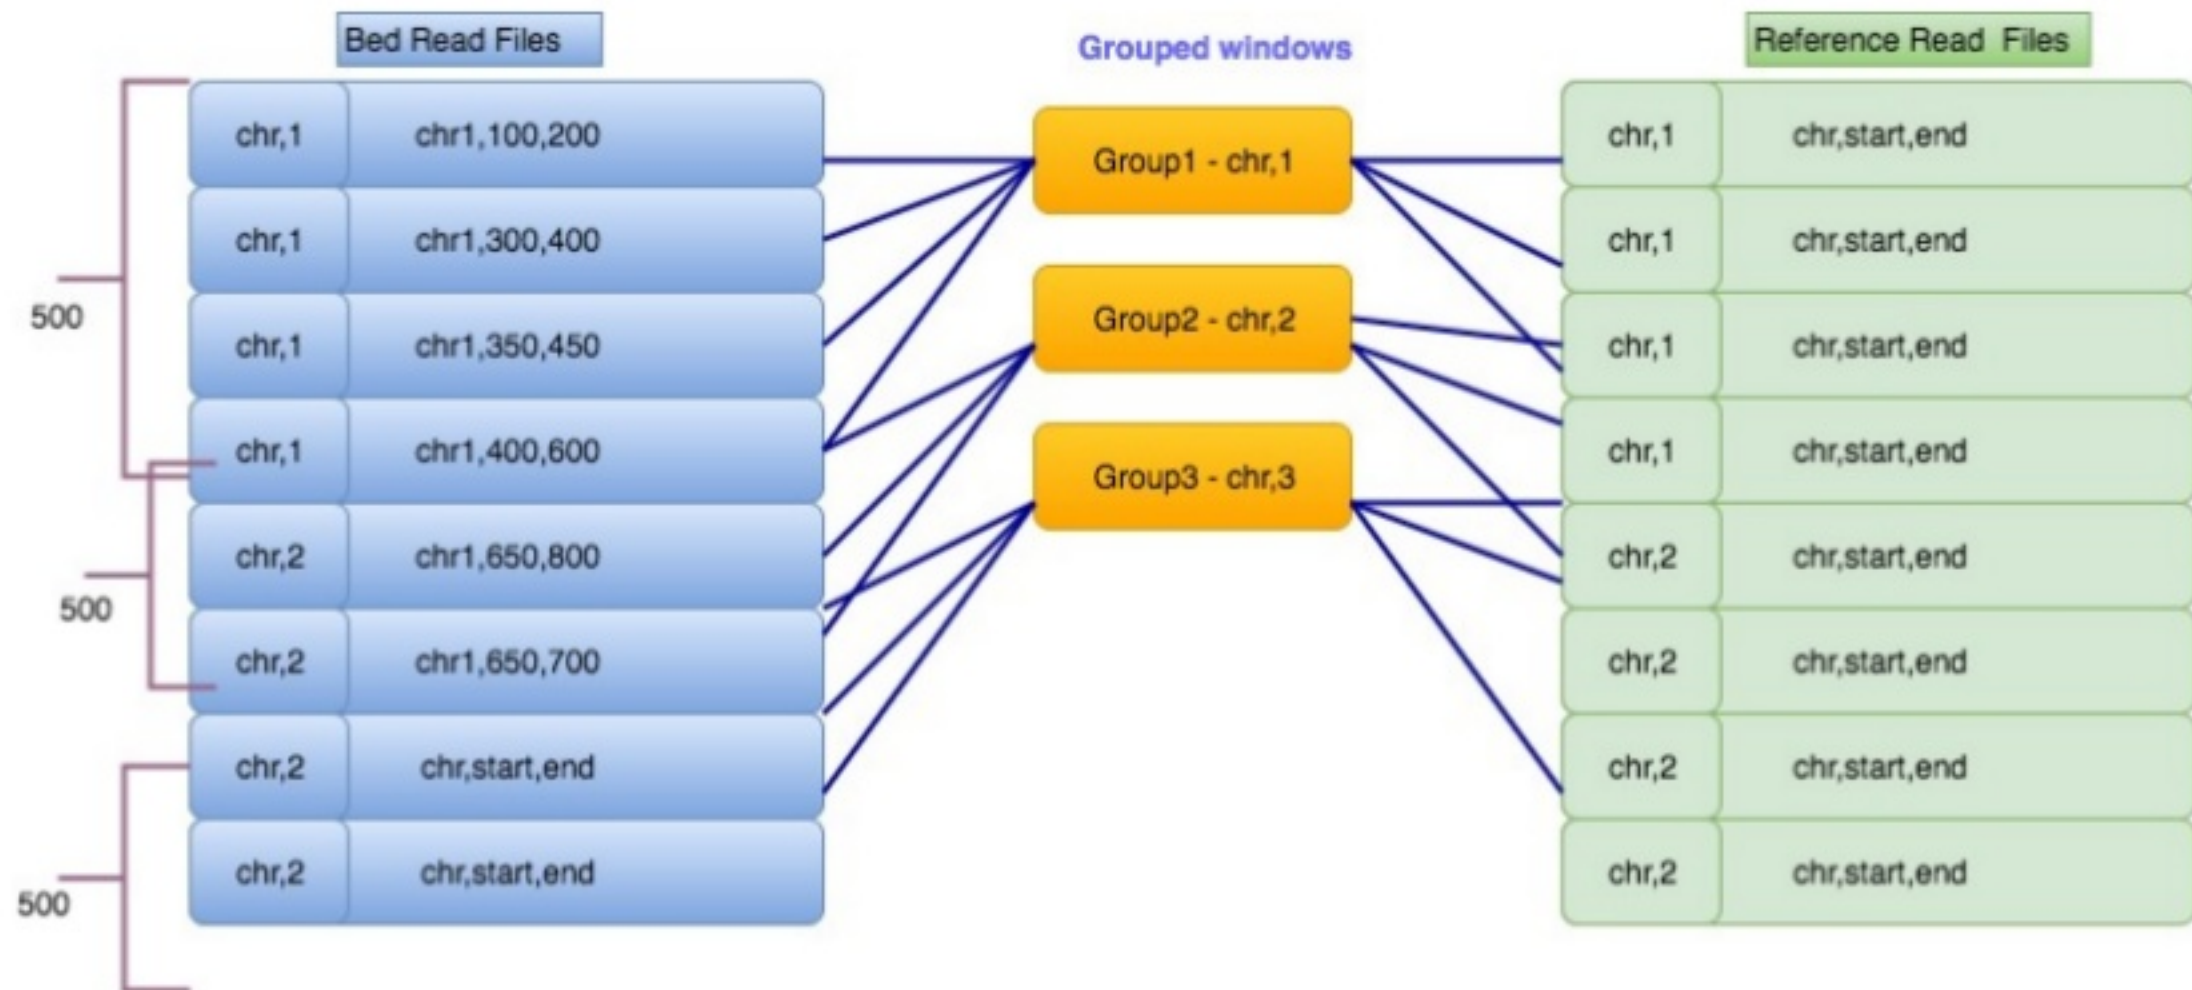 Bed Read Files
Grouped windows
Reference Read Files
chr,1 chr1,100,200
chr,1 chr1,300,400
chr,1 chr1,350,450
chr,1 chr1,400,600
chr,2 chr1,650,800
chr,2 chr1,650,700
chr,2 chr,start,end
chr,2 chr,start,end
500
500
500
Group1 - chr,1
Group2 - chr,2
Group3 - chr,3
chr,1 chr,start,end
chr,1 chr,start,end
chr,1 chr,start,end
chr,1 chr,start,end
chr,2 chr,start,end
chr,2 chr,start,end
chr,2 chr,start,end
chr,2 chr,start,end